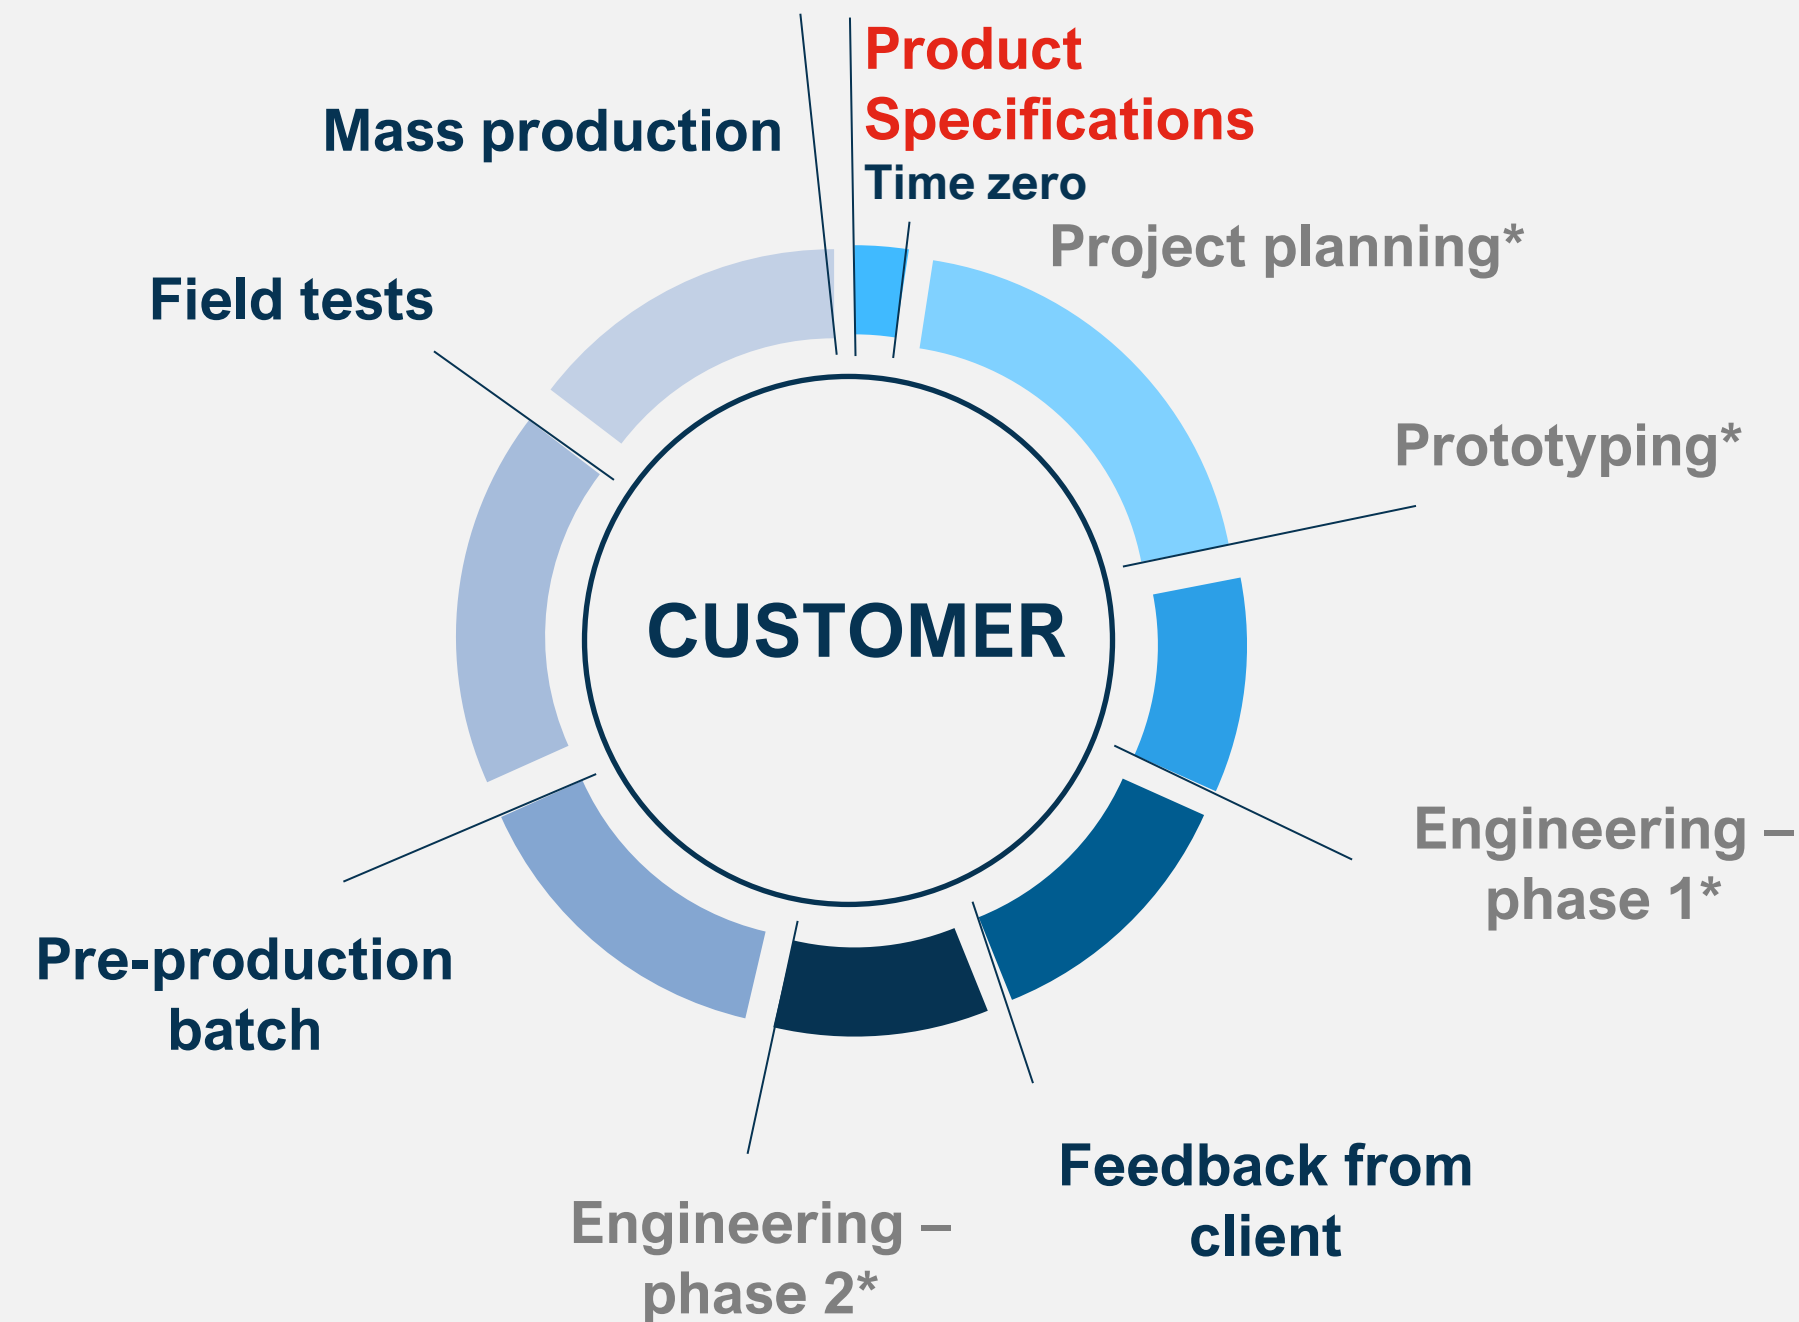 Product
Specifications
Time zero
Project planning*
Prototyping*
Engineering –
phase 1*
Feedback from
client
Engineering –
phase 2*
Pre-production
batch
Field tests
Mass production
CUSTOMER